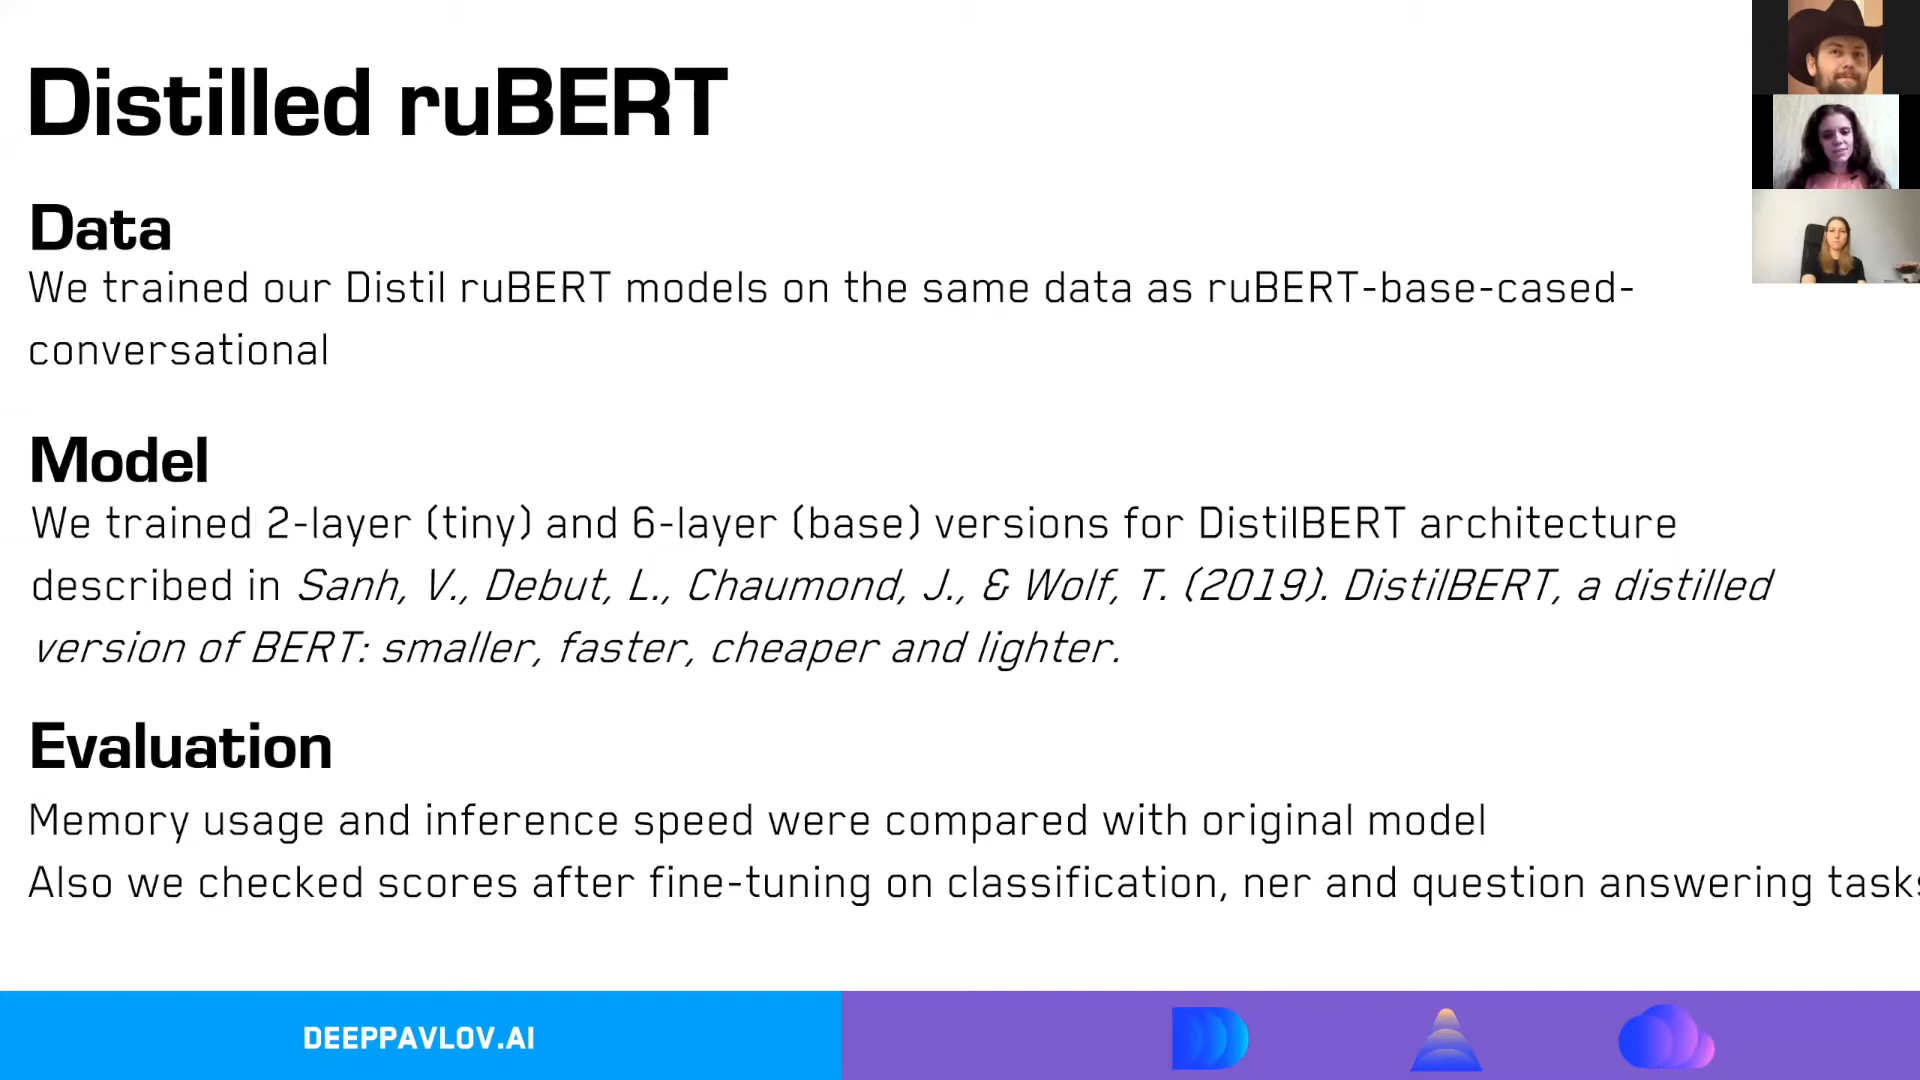 Distilled ruBERT
Data
We trained our Distil ruBERT models on the same data as ruBERT-base-cased-
conversational
Model
We trained 2-layer (tiny) and 6-layer (base) versions for DistilBERT architecture
described in Sanh, V., Debut, L., Chaumond, J., & Wolf, T. (2019). DistilBERT, a distilled
version of BERT: smaller, faster, cheaper and lighter.
Evaluation
Memory usage and inference speed were compared with original model
Also we checked scores after fine-tuning on classification, ner and question answering tasks
DEEPPAVLOV.AI